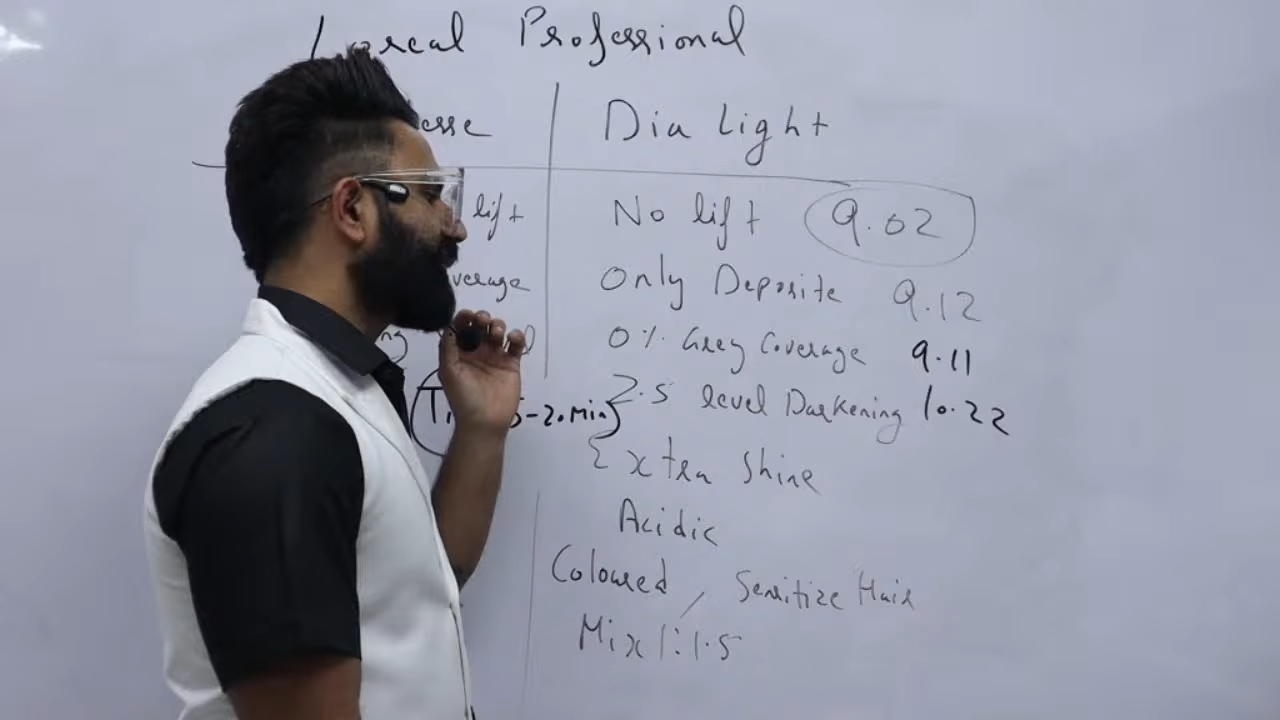 Loreal Professional
esse
Dia light
lift
No lift 9.02
verage
Only Deposite 9.12
0% Grey Coverage 9.11
5-20 Min
2.5 level Darkening 10.22
Extra Shine
Acidic
Coloured / Sensitize Hair
Mix 1:1.5